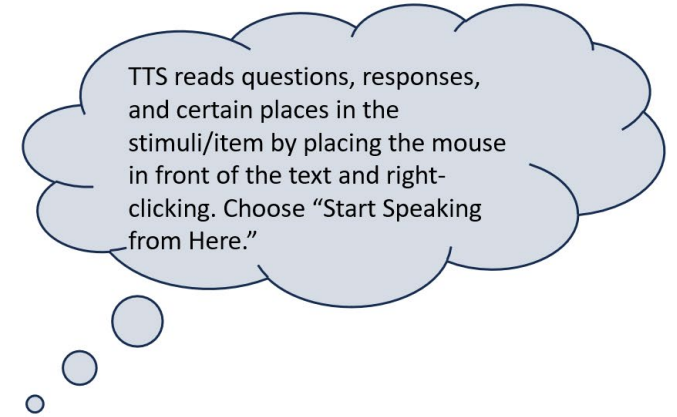 TTS reads questions, responses,
and certain places in the
stimuli/item by placing the mouse
in front of the text and right-
clicking. Choose “Start Speaking
from Here.”